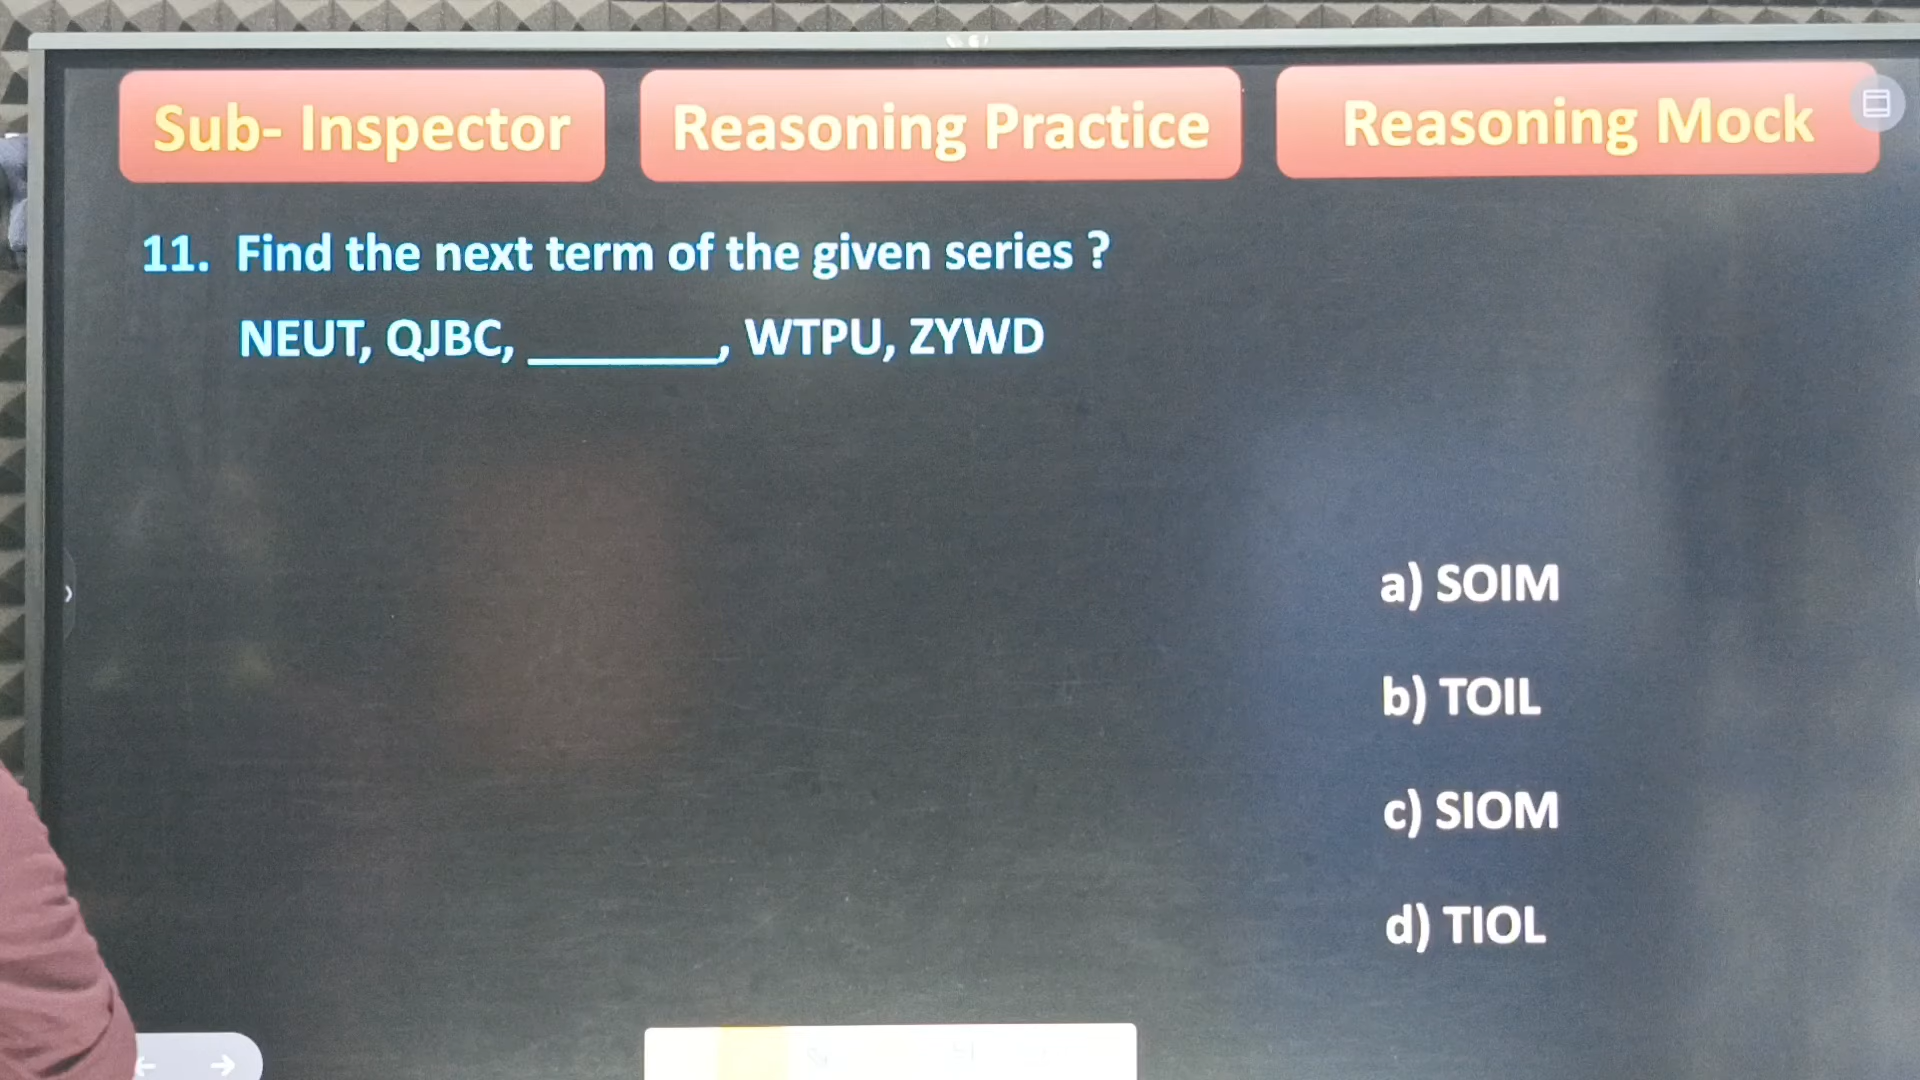 Sub- Inspector Reasoning Practice Reasoning Mock
11. Find the next term of the given series ?
NEUT, QJBC, ________, WTPU, ZYWD
a) SOIM
b) TOIL
c) SIOM
d) TIOL